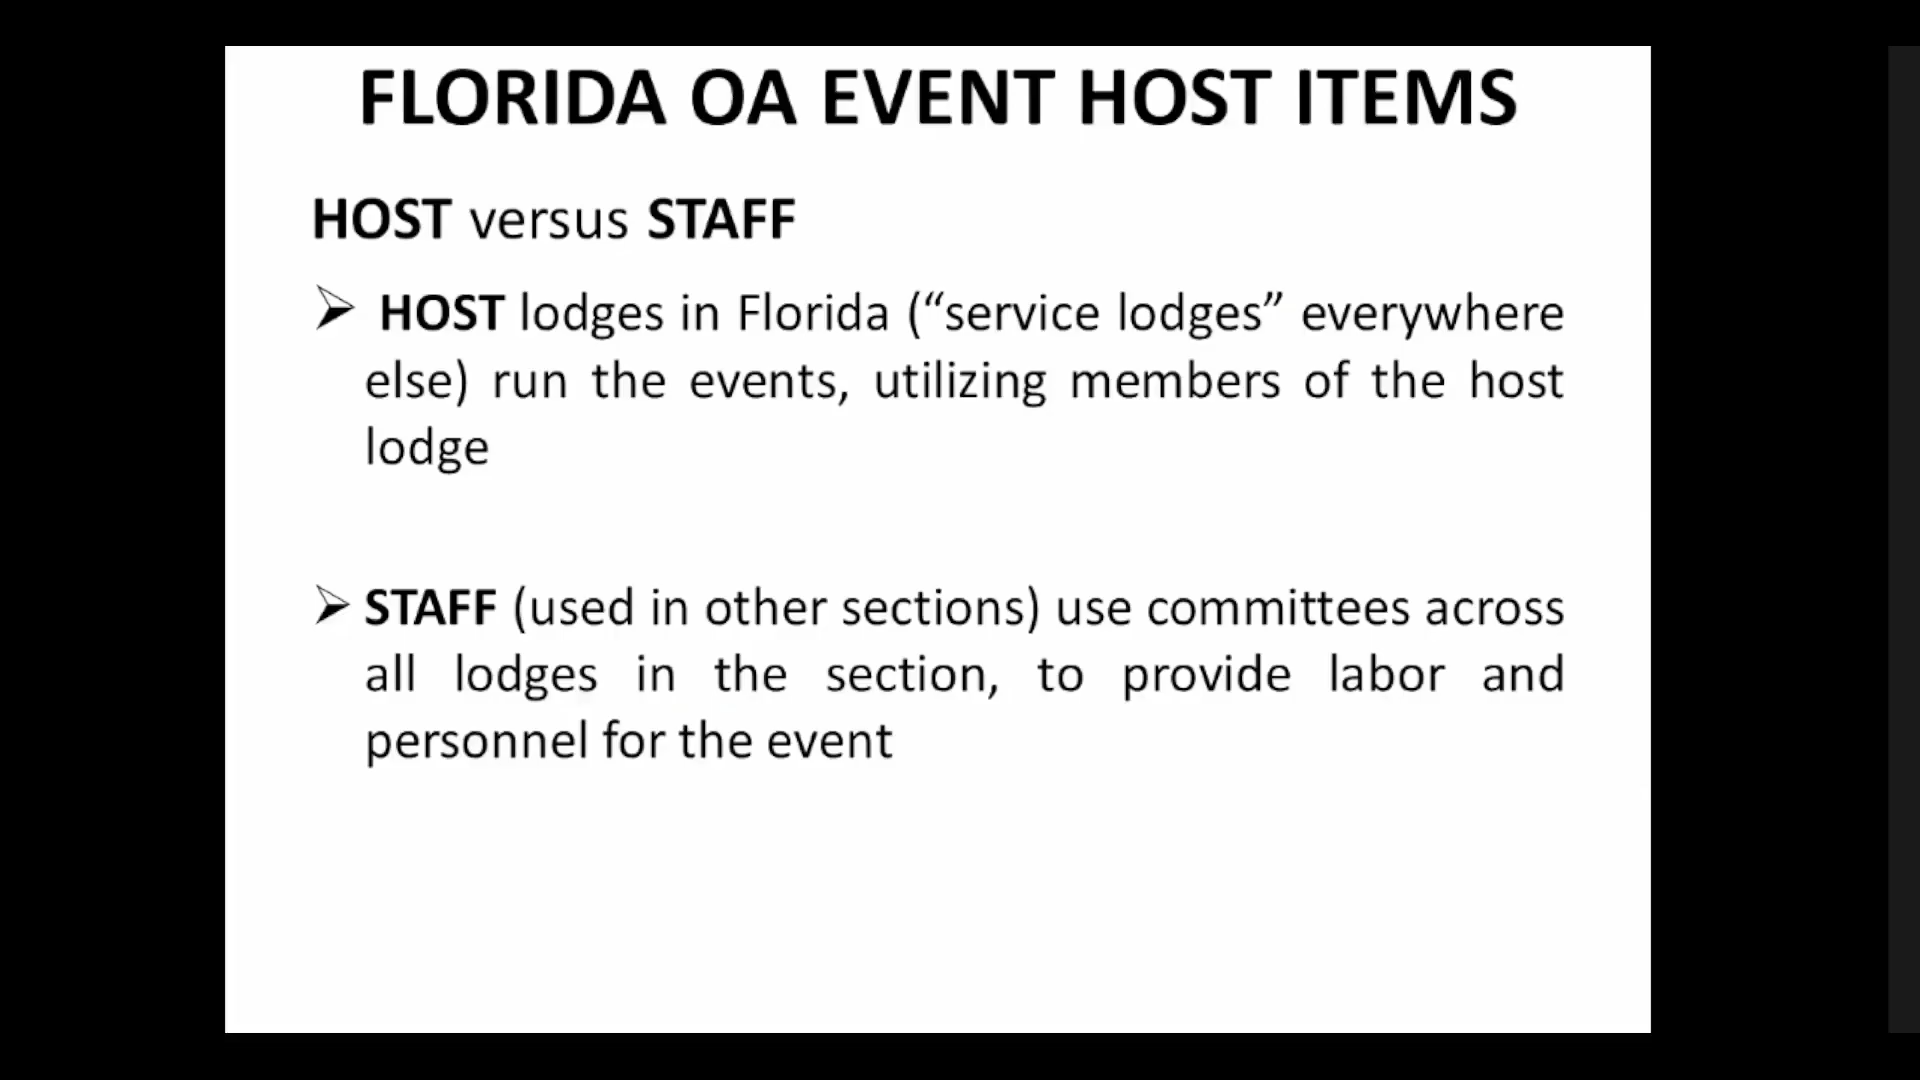 FLORIDA OA EVENT HOST ITEMS
HOST versus STAFF
➢ HOST lodges in Florida (“service lodges” everywhere
else) run the events, utilizing members of the host
lodge
➢ STAFF (used in other sections) use committees across
all lodges in the section, to provide labor and
personnel for the event